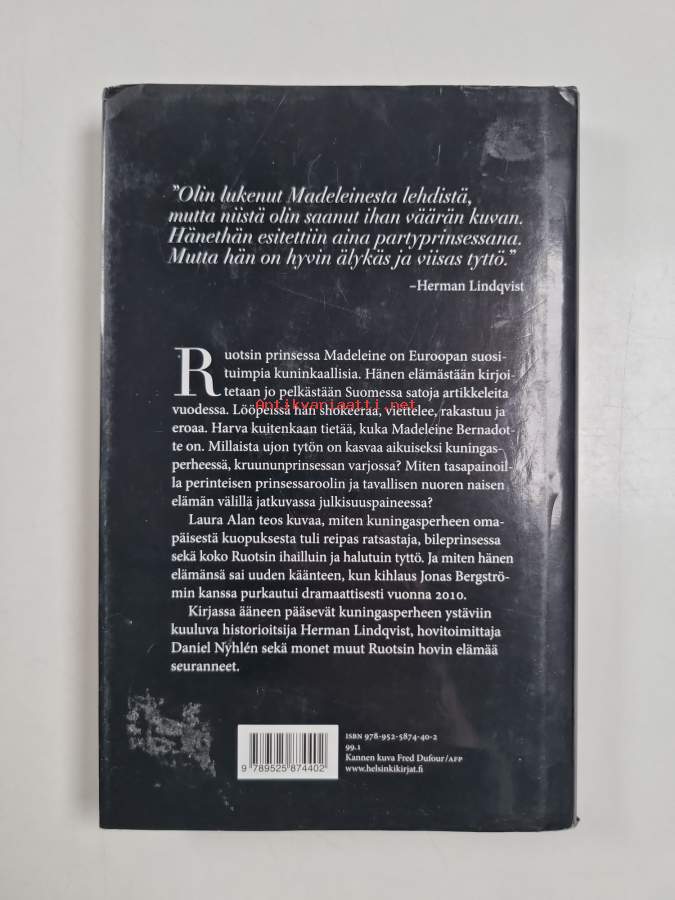 "Olin lukenut Madeleinesta lehdistä,
mutta niistä olin saanut ihan väärän kuvan.
Hänethän esitettiin aina partyprinsessana.
Mutta hän on hyvin älykäs ja viisas tyttö."
–Herman Lindqvist
Ruotsin prinsessa Madeleine on Euroopan suosi-
tuimpia kuninkaallisia. Hänen elämästään kirjoi-
tetaan jo pelkästään Suomessa satoja artikkeleita
vuodessa. Lööpeissä hän shokeeraa, viettelee, rakastuu ja
Antikvariaatti.net
eroaa. Harva kuitenkaan tietää, kuka Madeleine Bernadot-
te on. Millaista ujon tytön on kasvaa aikuiseksi kuningas-
perheessä, kruununprinsessan varjossa? Miten tasapainoil-
la perinteisen prinsessaroolin ja tavallisen nuoren naisen
elämän välillä jatkuvassa julkisuuspaineessa?
Laura Alan teos kuvaa, miten kuningasperheen oma-
päisestä kuopuksesta tuli reipas ratsastaja, bileprinsessa
sekä koko Ruotsin ihailluin ja halutuin tyttö. Ja miten hänen
elämänsä sai uuden käänteen, kun kihlaus Jonas Bergströ-
min kanssa purkautui dramaattisesti vuonna 2010.
Kirjassa ääneen pääsevät kuningasperheen ystäviin
kuuluva historioitsija Herman Lindqvist, hovitoimittaja
Daniel Nyhlén sekä monet muut Ruotsin hovin elämää
seuranneet.
ISBN 978-952-5874-40-2
99.1
Kannen kuva Fred Dufour/AFP
www.helsinkikirjat.fi
9 789525 874402